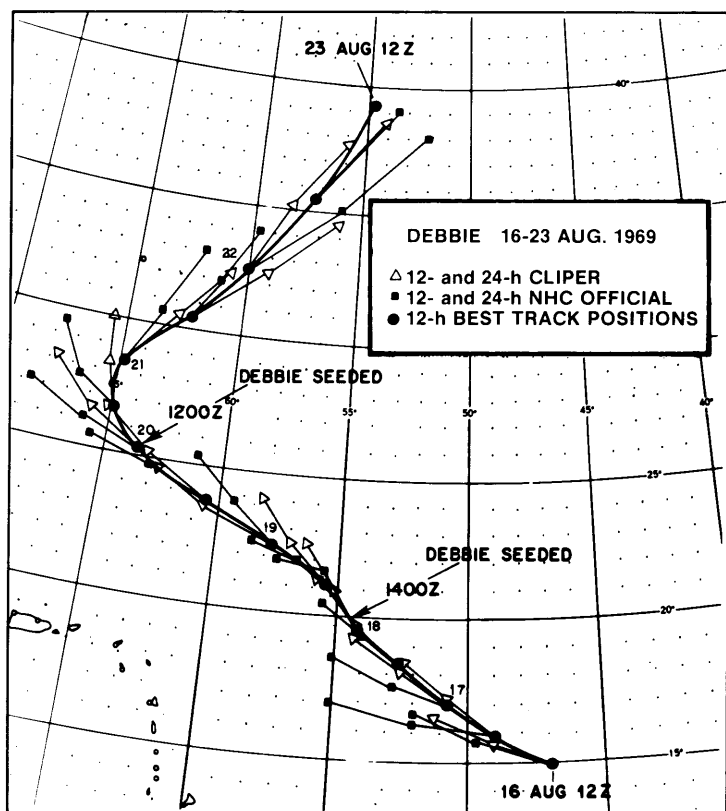 23 AUG 12 Z
40°
DEBBIE 16-23 AUG. 1969
12- and 24-h CLIPER
12- and 24-h NHC OFFICIAL
12-h BEST TRACK POSITIONS
22
21
DEBBIE SEEDED
1200Z
60°
55°
50°
45°
40°
20
25°
19
DEBBIE SEEDED
1400Z
20°
18
17
15°
16 AUG 12Z